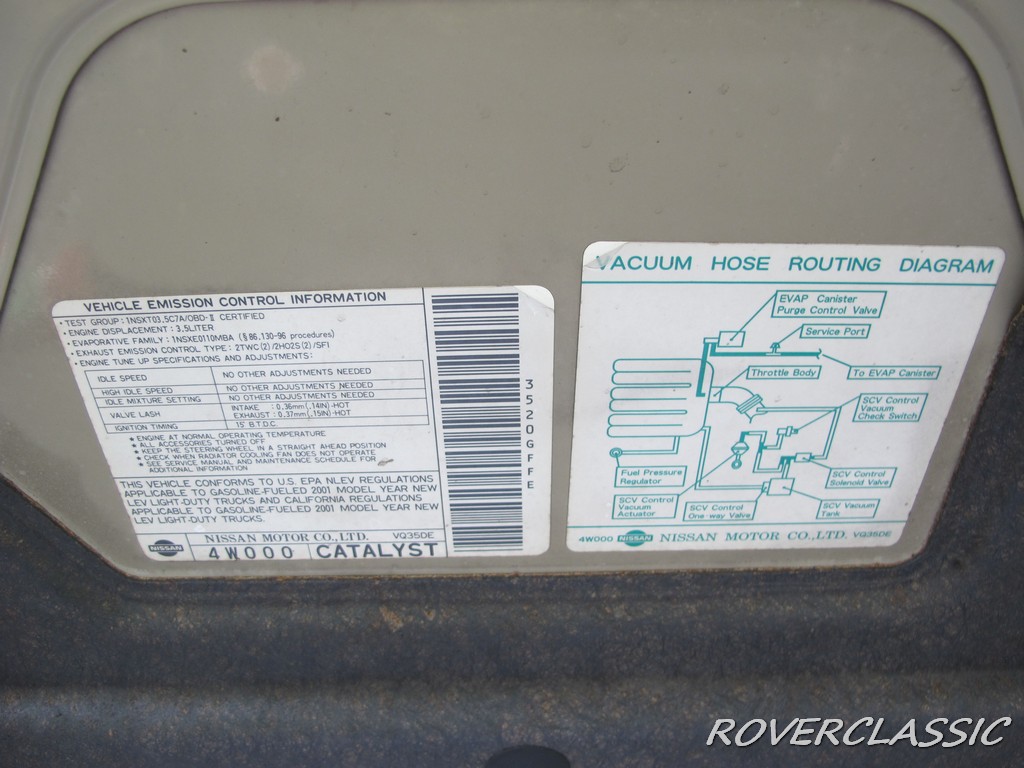 VEHICLE EMISSION CONTROL INFORMATION
• TEST GROUP: 1NSXT03.5C7A/OBD-Ⅱ CERTIFIED
• ENGINE DISPLACEMENT: 3.5LITER
• EVAPORATIVE FAMILY: 1NSXE0110MBA (§86.130-96 procedures)
• EXHAUST EMISSION CONTROL TYPE: 2TWC(2)/2HO2S(2)/SFI
• ENGINE TUNE UP SPECIFICATIONS AND ADJUSTMENTS:
IDLE SPEED NO OTHER ADJUSTMENTS NEEDED
HIGH IDLE SPEED NO OTHER ADJUSTMENTS NEEDED
IDLE MIXTURE SETTING NO OTHER ADJUSTMENTS NEEDED
VALVE LASH INTAKE : 0.36mm(.14IN)-HOT
EXHAUST : 0.37mm(.15IN)-HOT
IGNITION TIMING 15° B.T.D.C.
* ENGINE AT NORMAL OPERATING TEMPERATURE
* ALL ACCESSORIES TURNED OFF
* KEEP THE STEERING WHEEL IN A STRAIGHT AHEAD POSITION
* CHECK WHEN RADIATOR COOLING FAN DOES NOT OPERATE
* SEE SERVICE MANUAL AND MAINTENANCE SCHEDULE FOR
ADDITIONAL INFORMATION
THIS VEHICLE CONFORMS TO U.S. EPA NLEV REGULATIONS
APPLICABLE TO GASOLINE-FUELED 2001 MODEL YEAR NEW
LEV LIGHT-DUTY TRUCKS AND CALIFORNIA REGULATIONS
APPLICABLE TO GASOLINE-FUELED 2001 MODEL YEAR NEW
LEV LIGHT-DUTY TRUCKS.
NISSAN NISSAN MOTOR CO., LTD. VQ35DE
4W000 CATALYST
3520GFFE
VACUUM HOSE ROUTING DIAGRAM
EVAP Canister
Purge Control Valve
Service Port
Throttle Body
To EVAP Canister
SCV Control
Vacuum
Check Switch
Fuel Pressure
Regulator
SCV Control
Solenoid Valve
SCV Control
Vacuum
Actuator
SCV Control
One-way Valve
SCV Vacuum
Tank
4W000 NISSAN NISSAN MOTOR CO., LTD. VQ35DE
ROVERCLASSIC